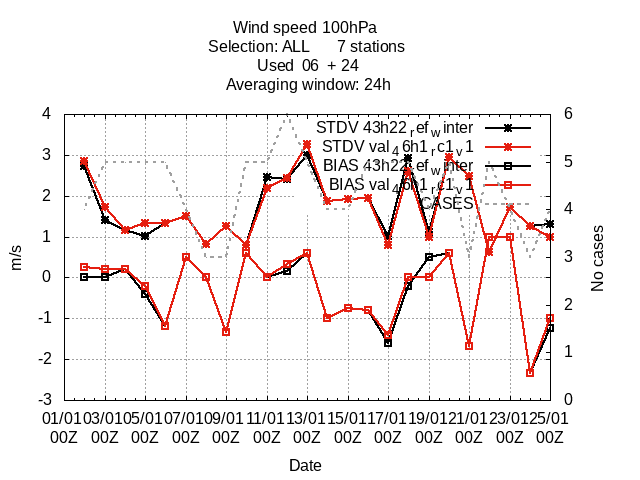 Wind speed 100hPa
Selection: ALL 7 stations
Used 06 + 24
Averaging window: 24h
STDV 43h22_ref_winter
STDV val_46h1_rc1_v1
BIAS 43h22_ref_winter
BIAS val_46h1_rc1_v1
CASES
m/s
4
3
2
1
0
-1
-2
-3
No cases
6
5
4
3
2
1
0
01/01 03/01 05/01 07/01 09/01 11/01 13/01 15/01 17/01 19/01 21/01 23/01 25/01
00Z 00Z 00Z 00Z 00Z 00Z 00Z 00Z 00Z 00Z 00Z 00Z 00Z
Date